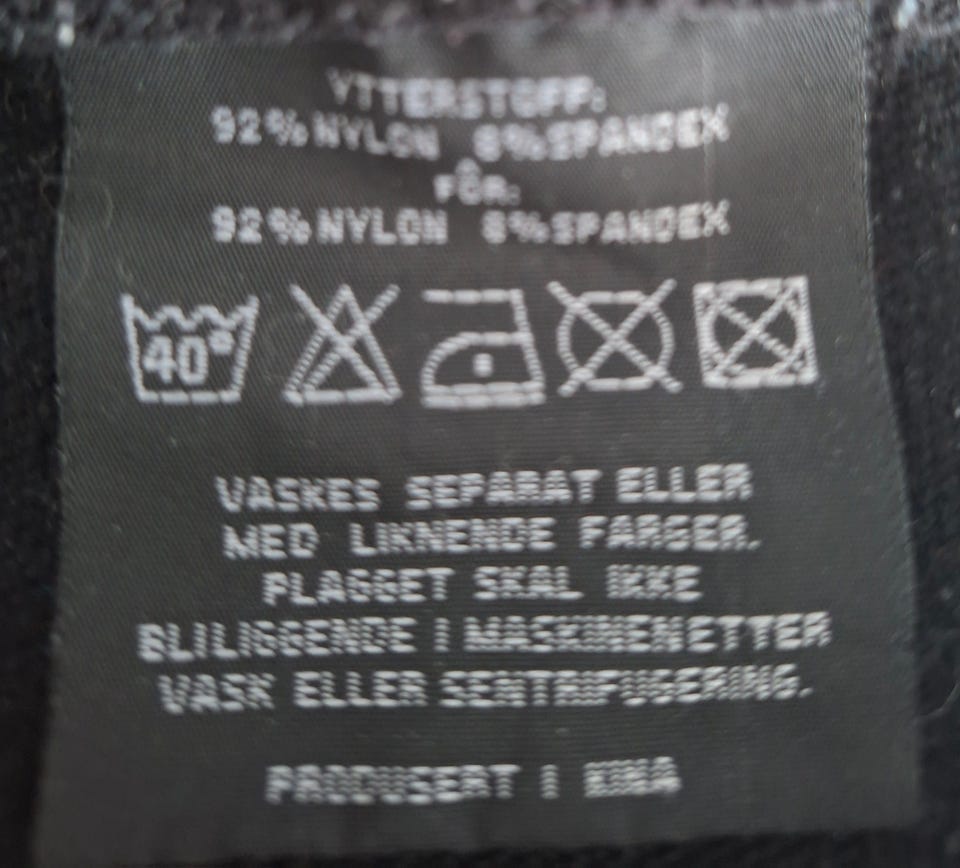 YTTERSTOFF:
92%NYLON 8%SPANDEX
FÔR:
92%NYLON 8%SPANDEX
40°
VASKES SEPARAT ELLER
MED LIKNENDE FARGER.
PLAGGET SKAL IKKE
BLILIGGENDE I MASKINENETTER
VASK ELLER SENTRIFUGERING.
PRODUSERT I KINA